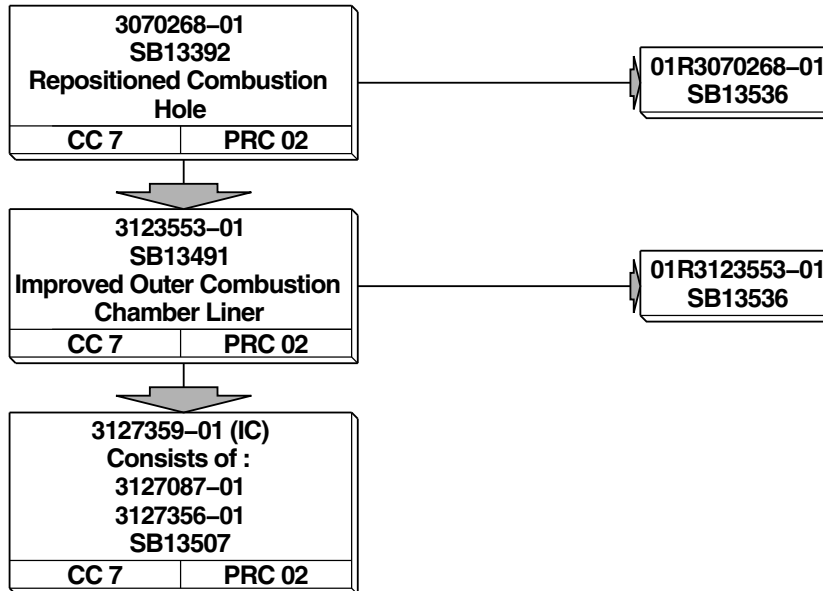 3070268–01
SB13392
Repositioned Combustion
Hole
CC 7 PRC 02
01R3070268–01
SB13536
3123553–01
SB13491
Improved Outer Combustion
Chamber Liner
CC 7 PRC 02
01R3123553–01
SB13536
3127359–01 (IC)
Consists of :
3127087–01
3127356–01
SB13507
CC 7 PRC 02